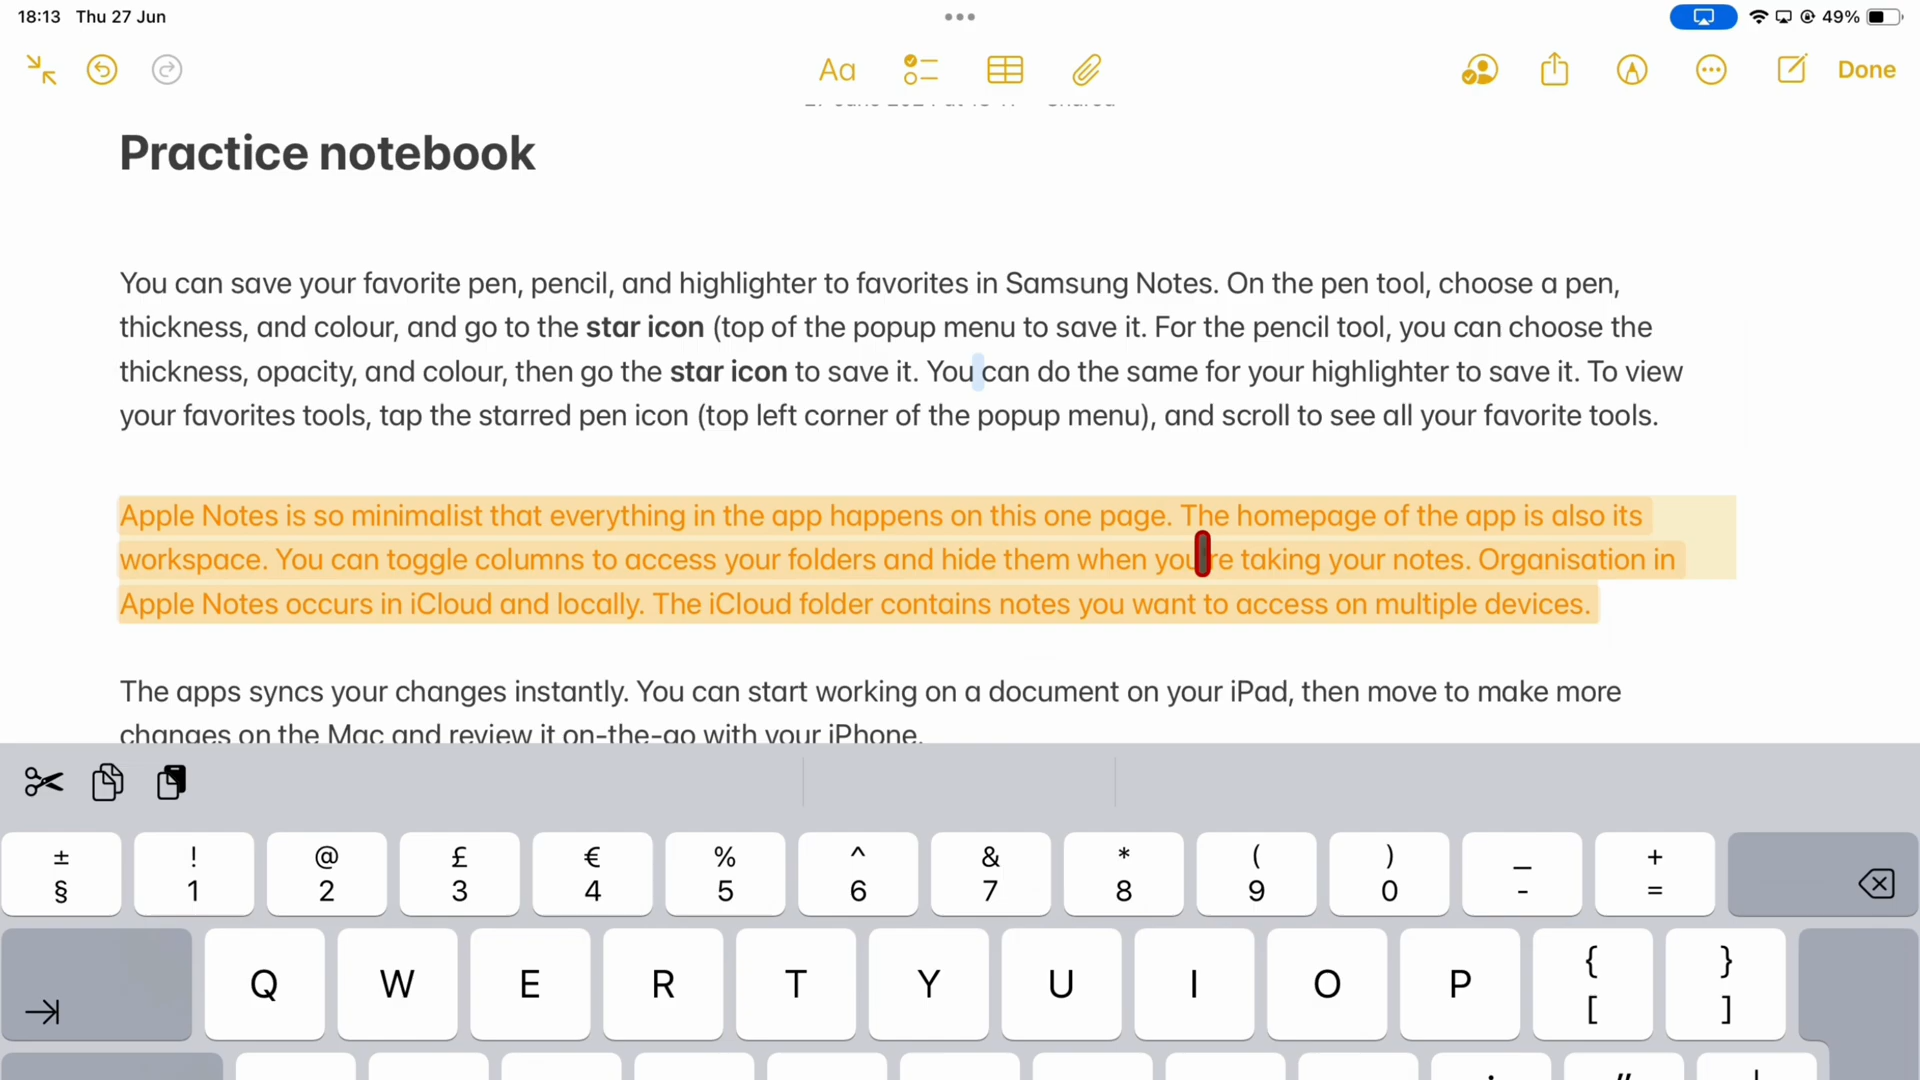 18:13 Thu 27 Jun
49%
Aa
Done
Practice notebook
You can save your favorite pen, pencil, and highlighter to favorites in Samsung Notes. On the pen tool, choose a pen,
thickness, and colour, and go to the star icon (top of the popup menu to save it. For the pencil tool, you can choose the
thickness, opacity, and colour, then go the star icon to save it. You can do the same for your highlighter to save it. To view
your favorites tools, tap the starred pen icon (top left corner of the popup menu), and scroll to see all your favorite tools.
Apple Notes is so minimalist that everything in the app happens on this one page. The homepage of the app is also its
workspace. You can toggle columns to access your folders and hide them when you're taking your notes. Organisation in
Apple Notes occurs in iCloud and locally. The iCloud folder contains notes you want to access on multiple devices.
The apps syncs your changes instantly. You can start working on a document on your iPad, then move to make more
changes on the Mac and review it on-the-go with your iPhone.
± ! @ £ € % ^ & * ( ) _ +
§ 1 2 3 4 5 6 7 8 9 0 - =
Q W E R T Y U I O P { }
[ ]